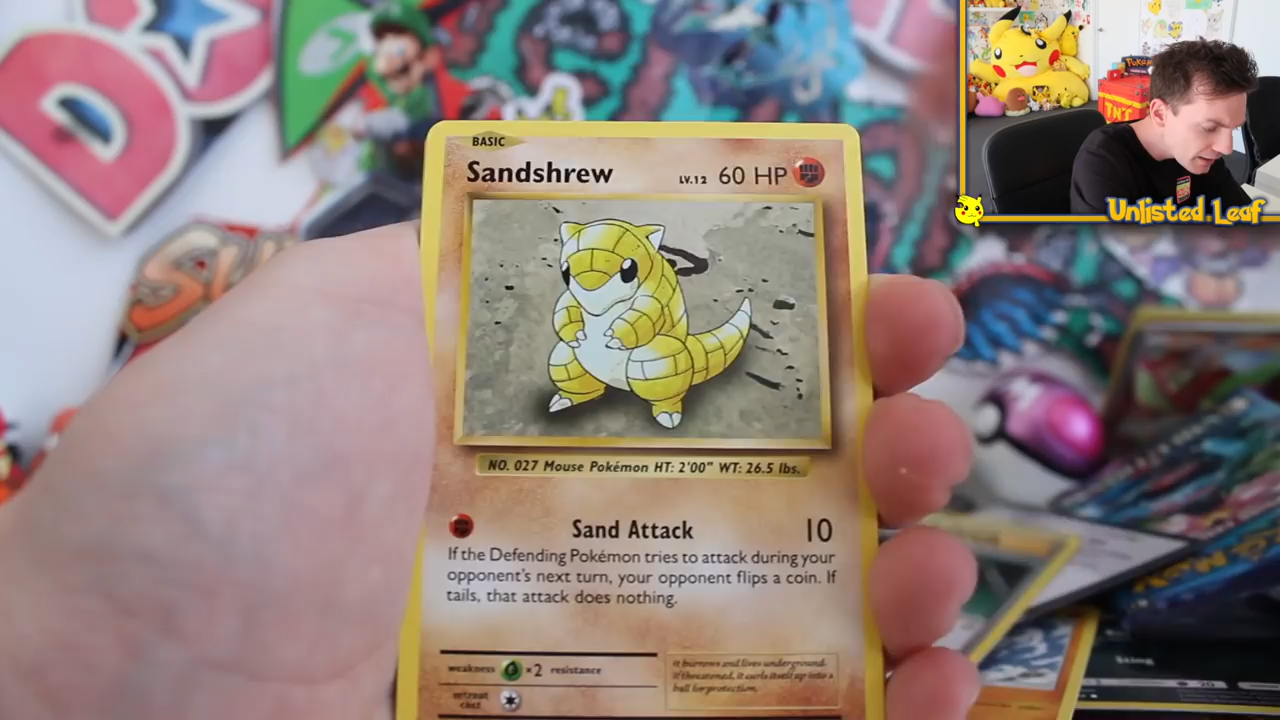 BASIC
Sandshrew LV.12 60 HP
NO. 027 Mouse Pokémon HT: 2'00" WT: 26.5 lbs.
Sand Attack 10
If the Defending Pokémon tries to attack during your
opponent's next turn, your opponent flips a coin. If
tails, that attack does nothing.
weakness ×2 resistance
retreat
cost
It burrows and lives underground.
If threatened, it curls itself up into a
ball for protection.
TNT
Unlisted Leaf
Sting
20